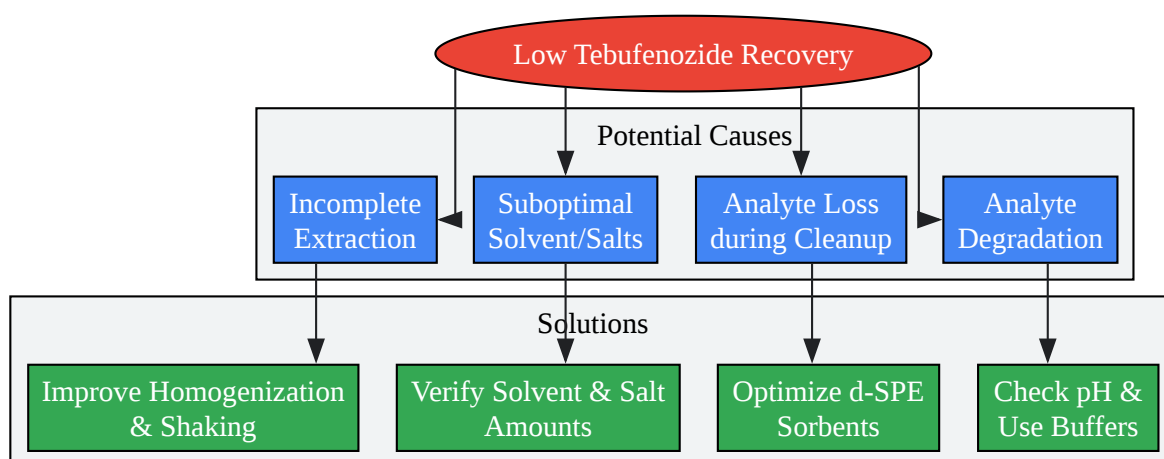 Low Tebufenozide Recovery
Potential Causes
Incomplete
Extraction
Suboptimal
Solvent/Salts
Analyte Loss
during Cleanup
Analyte
Degradation
Solutions
Improve Homogenization
& Shaking
Verify Solvent & Salt
Amounts
Optimize d-SPE
Sorbents
Check pH &
Use Buffers